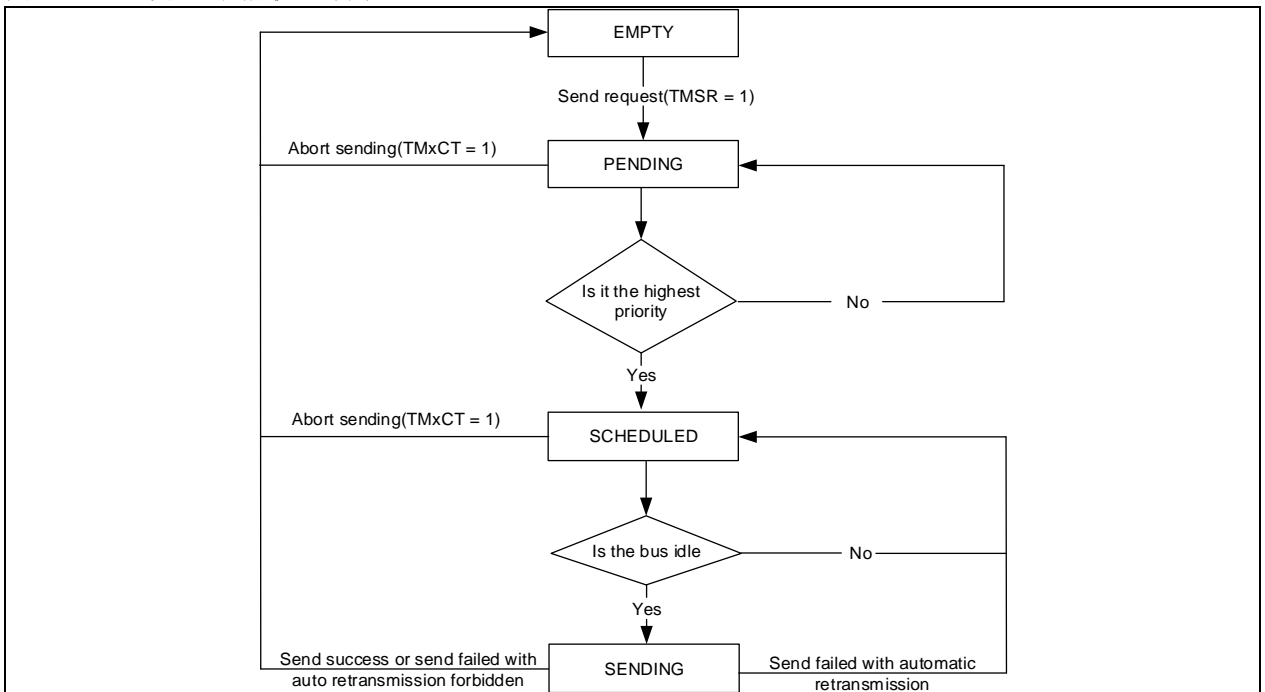 EMPTY
Send request(TMSR = 1)
Abort sending(TMxCT = 1)
PENDING
Is it the highest
priority
No
Yes
Abort sending(TMxCT = 1)
SCHEDULED
Is the bus idle
No
Yes
Send success or send failed with
auto retransmission forbidden
SENDING
Send failed with automatic
retransmission